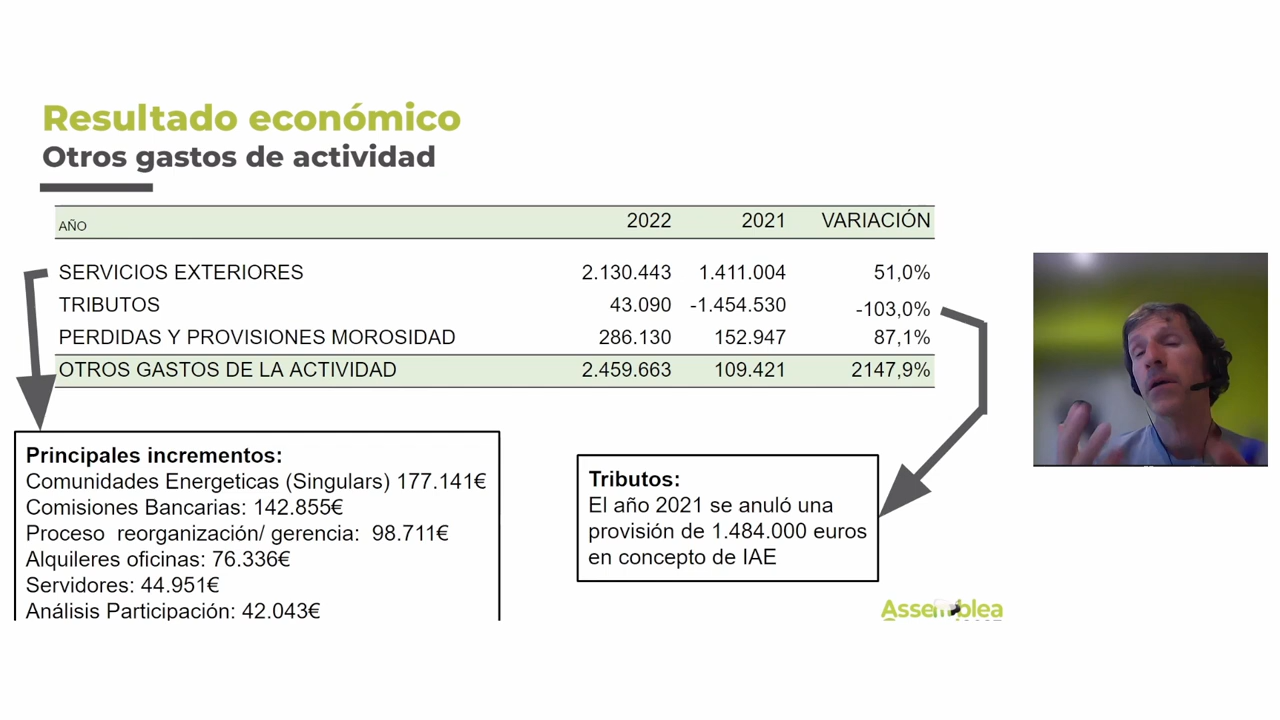 Resultado económico
Otros gastos de actividad
AÑO 2022 2021 VARIACIÓN
SERVICIOS EXTERIORES 2.130.443 1.411.004 51,0%
TRIBUTOS 43.090 -1.454.530 -103,0%
PERDIDAS Y PROVISIONES MOROSIDAD 286.130 152.947 87,1%
OTROS GASTOS DE LA ACTIVIDAD 2.459.663 109.421 2147,9%
Principales incrementos:
Comunidades Energeticas (Singulars) 177.141€
Comisiones Bancarias: 142.855€
Proceso reorganización/ gerencia: 98.711€
Alquileres oficinas: 76.336€
Servidores: 44.951€
Análisis Participación: 42.043€
Tributos:
El año 2021 se anuló una
provisión de 1.484.000 euros
en concepto de IAE
Assemblea